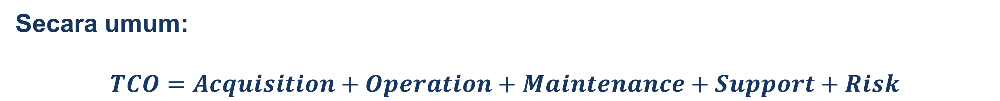 Secara umum:
TCO = Acquisition + Operation + Maintenance + Support + Risk